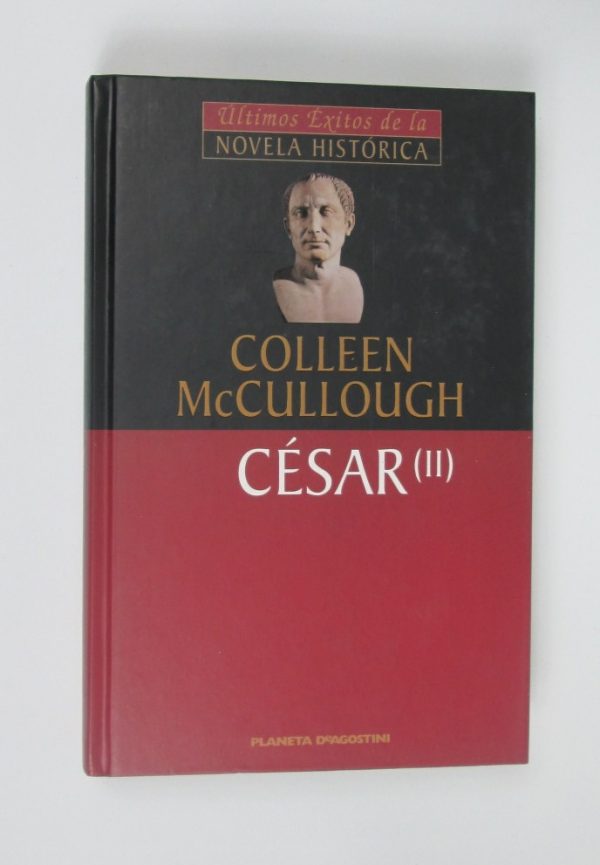 Últimos Éxitos de la
NOVELA HISTÓRICA
COLLEEN
McCULLOUGH
CÉSAR (II)
PLANETA DeAGOSTINI